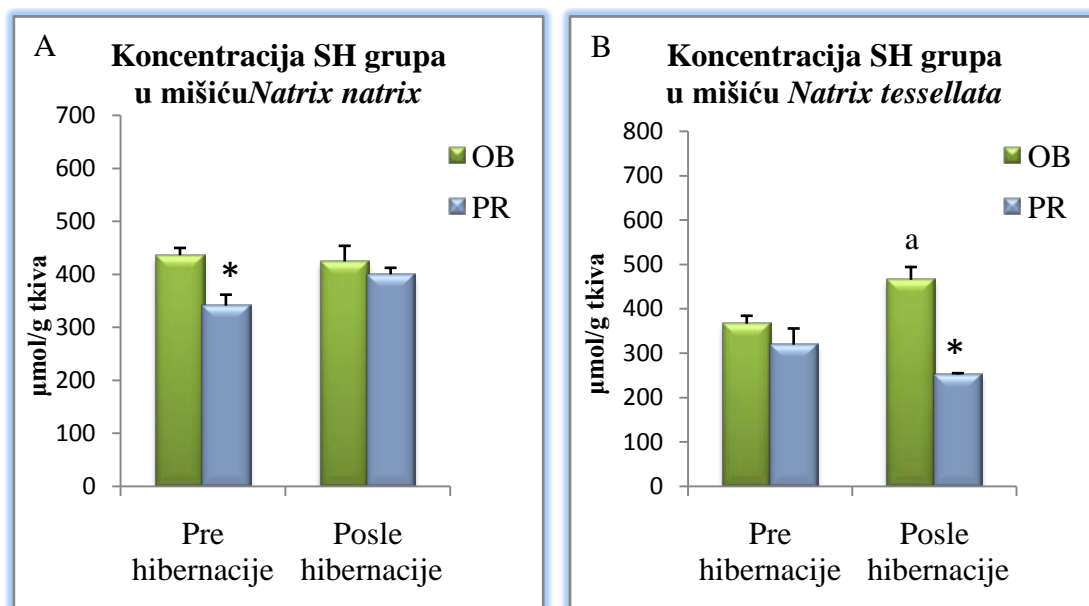 A
Koncentracija SH grupa
u mišićuNatrix natrix
700
600
500
400
300
200
100
0
µmol/g tkiva
*
OB
PR
Pre
hibernacije
Posle
hibernacije
B
Koncentracija SH grupa
u mišiću Natrix tessellata
800
700
600
500
400
300
200
100
0
µmol/g tkiva
a
*
OB
PR
Pre
hibernacije
Posle
hibernacije